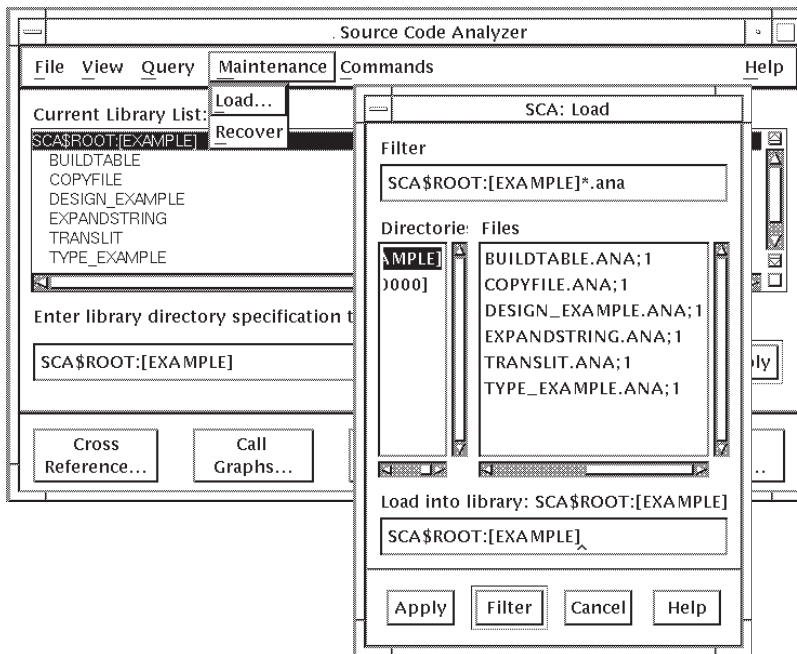 . Source Code Analyzer
File View Query Maintenance Commands Help
Load...
Recover
Current Library List:
SCA$ROOT:[EXAMPLE]
BUILDTABLE
COPYFILE
DESIGN_EXAMPLE
EXPANDSTRING
TRANSLIT
TYPE_EXAMPLE
Enter library directory specification t
SCA$ROOT:[EXAMPLE]
ly
Cross
Reference...
Call
Graphs...
..
SCA: Load
Filter
SCA$ROOT:[EXAMPLE]*.ana
Directorie Files
AMPLE]
0000]
BUILDTABLE.ANA;1
COPYFILE.ANA;1
DESIGN_EXAMPLE.ANA;1
EXPANDSTRING.ANA;1
TRANSLIT.ANA;1
TYPE_EXAMPLE.ANA;1
Load into library: SCA$ROOT:[EXAMPLE]
SCA$ROOT:[EXAMPLE]
Apply Filter Cancel Help